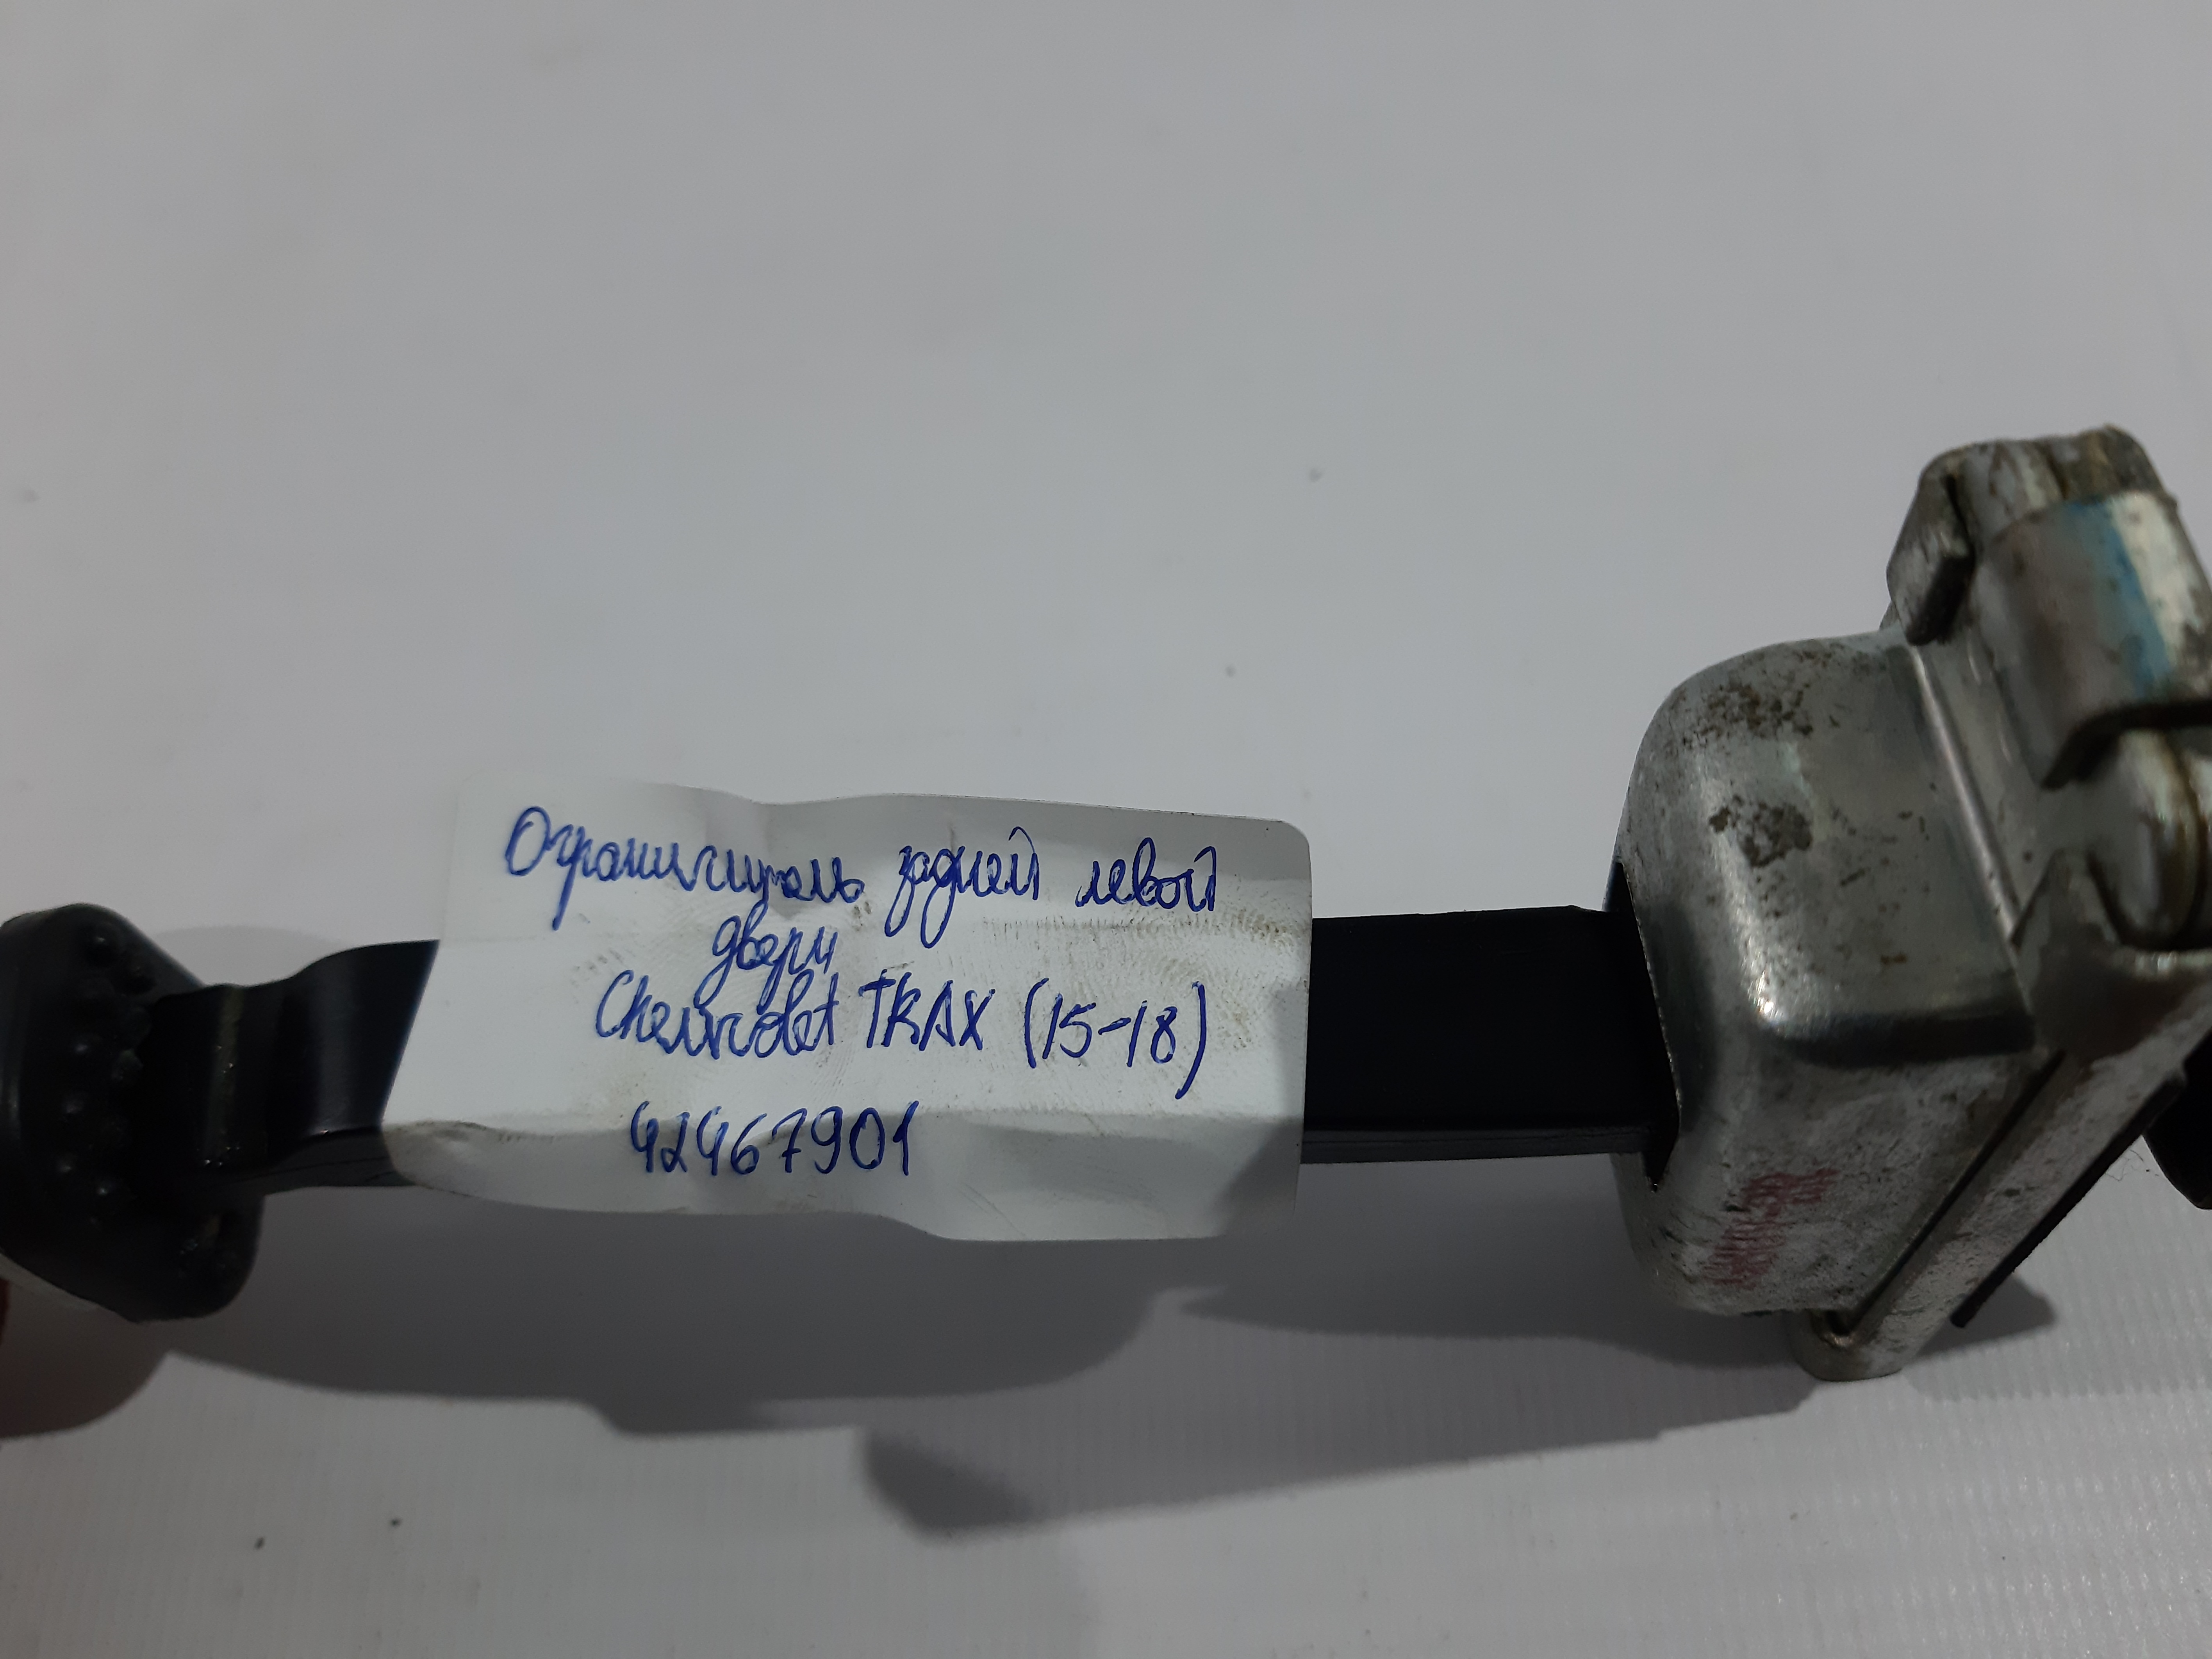 Ограничитель задней левой
двери
Chevrolet TRAX (15-18)
42467901